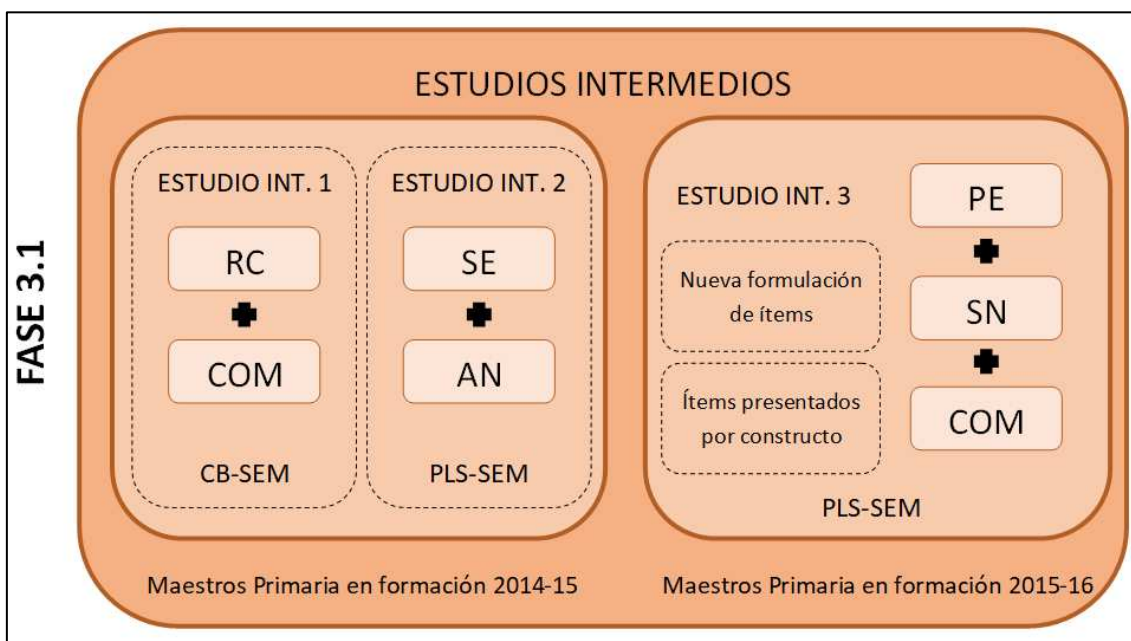 FASE 3.1
ESTUDIOS INTERMEDIOS
ESTUDIO INT. 1
RC
COM
CB-SEM
ESTUDIO INT. 2
SE
AN
PLS-SEM
Maestros Primaria en formación 2014-15
ESTUDIO INT. 3
Nueva formulación
de ítems
Ítems presentados
por constructo
PE
SN
COM
PLS-SEM
Maestros Primaria en formación 2015-16